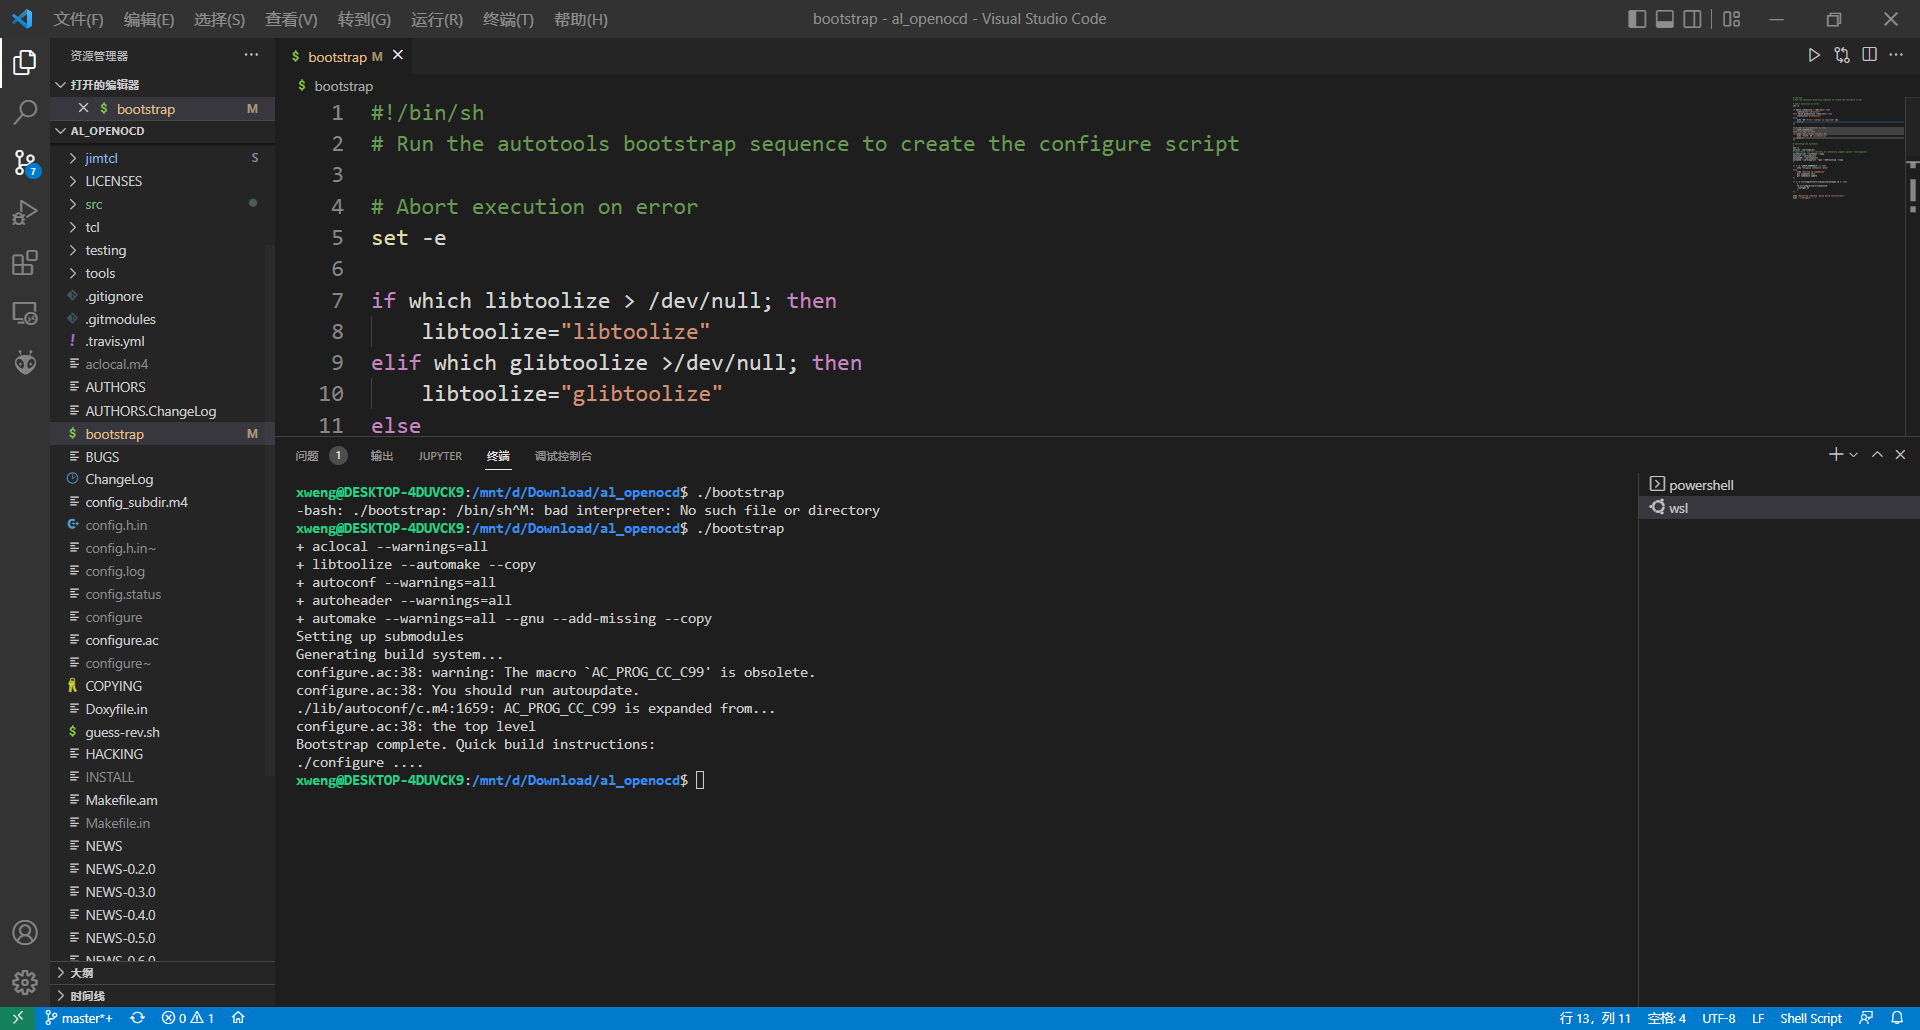 文件(F) 编辑(E) 选择(S) 查看(V) 转到(G) 运行(R) 终端(T) 帮助(H)
bootstrap - al_openocd - Visual Studio Code
资源管理器
打开的编辑器
$ bootstrap M
AL_OPENOCD
jimtcl S
LICENSES
src
tcl
testing
tools
.gitignore
.gitmodules
.travis.yml
aclocal.m4
AUTHORS
AUTHORS.ChangeLog
$ bootstrap M
BUGS
ChangeLog
config_subdir.m4
config.h.in
config.h.in~
config.log
config.status
configure
configure.ac
configure~
COPYING
Doxyfile.in
$ guess-rev.sh
HACKING
INSTALL
Makefile.am
Makefile.in
NEWS
NEWS-0.2.0
NEWS-0.3.0
NEWS-0.4.0
NEWS-0.5.0
NEWS-0.6.0
大纲
时间线
7
$ bootstrap M
$ bootstrap
1 #!/bin/sh
2 # Run the autotools bootstrap sequence to create the configure script
3
4 # Abort execution on error
5 set -e
6
7 if which libtoolize > /dev/null; then
8 libtoolize="libtoolize"
9 elif which glibtoolize >/dev/null; then
10 libtoolize="glibtoolize"
11 else
问题 1 输出 JUPYTER 终端 调试控制台
xweng@DESKTOP-4DUVCK9:/mnt/d/Download/al_openocd$ ./bootstrap
-bash: ./bootstrap: /bin/sh^M: bad interpreter: No such file or directory
xweng@DESKTOP-4DUVCK9:/mnt/d/Download/al_openocd$ ./bootstrap
+ aclocal --warnings=all
+ libtoolize --automake --copy
+ autoconf --warnings=all
+ autoheader --warnings=all
+ automake --warnings=all --gnu --add-missing --copy
Setting up submodules
Generating build system...
configure.ac:38: warning: The macro `AC_PROG_CC_C99' is obsolete.
configure.ac:38: You should run autoupdate.
./lib/autoconf/c.m4:1659: AC_PROG_CC_C99 is expanded from...
configure.ac:38: the top level
Bootstrap complete. Quick build instructions:
./configure ....
xweng@DESKTOP-4DUVCK9:/mnt/d/Download/al_openocd$
powershell
wsl
master*+ 0 1
行 13，列 11 空格: 4 UTF-8 LF Shell Script